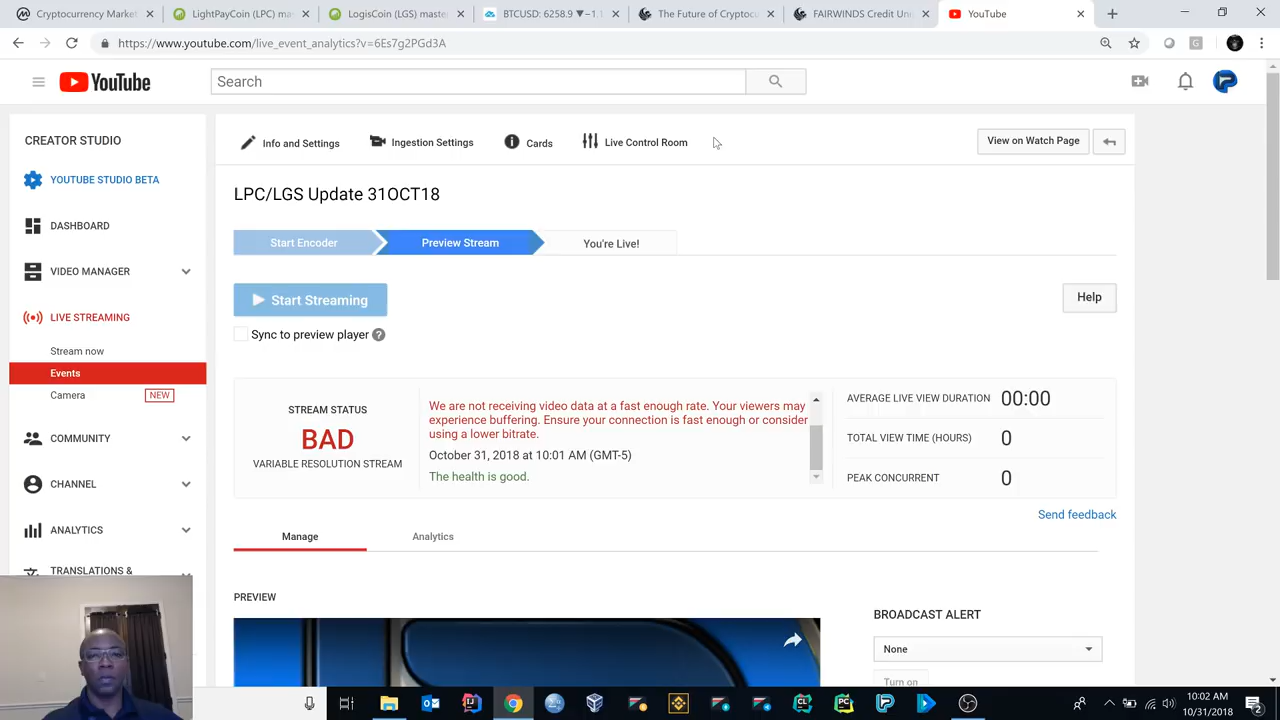 Cryptocurrency Market
LightPayCoin (LPC) mast
LogisCoin (LGS) master
BTCUSD: 6258.9 ▼−1.1
The Future of Cryptocu
FAIRWINDS Credit Uni
YouTube
https://www.youtube.com/live_event_analytics?v=6Es7g2PGd3A
YouTube
Search
CREATOR STUDIO
YOUTUBE STUDIO BETA
DASHBOARD
VIDEO MANAGER
LIVE STREAMING
Stream now
Events
Camera NEW
COMMUNITY
CHANNEL
ANALYTICS
TRANSLATIONS &
Info and Settings
Ingestion Settings
Cards
Live Control Room
View on Watch Page
LPC/LGS Update 31OCT18
Start Encoder
Preview Stream
You're Live!
Start Streaming
Help
Sync to preview player ?
STREAM STATUS
BAD
VARIABLE RESOLUTION STREAM
We are not receiving video data at a fast enough rate. Your viewers may
experience buffering. Ensure your connection is fast enough or consider
using a lower bitrate.
October 31, 2018 at 10:01 AM (GMT-5)
The health is good.
AVERAGE LIVE VIEW DURATION 00:00
TOTAL VIEW TIME (HOURS) 0
PEAK CONCURRENT 0
Send feedback
Manage
Analytics
PREVIEW
BROADCAST ALERT
None
Turn on
10:02 AM
10/31/2018
2